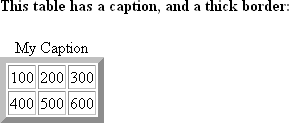 This table has a caption, and a thick border:
My Caption
100 200 300
400 500 600